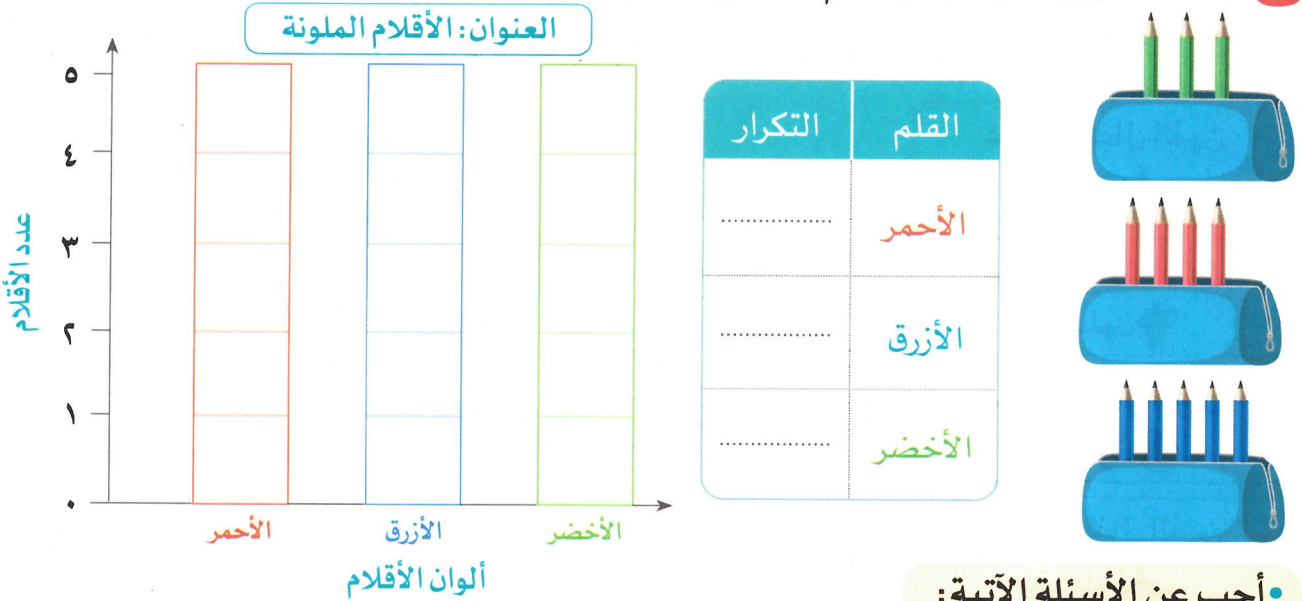 العنوان: الأقلام الملونة
القلم التكرار
الأحمر ..................
الأزرق ..................
الأخضر ..................
عدد الأقلام
٥
٤
٣
٢
١
٠
الأحمر الأزرق الأخضر
ألوان الأقلام
• أجب عن الأسئلة الآتية: